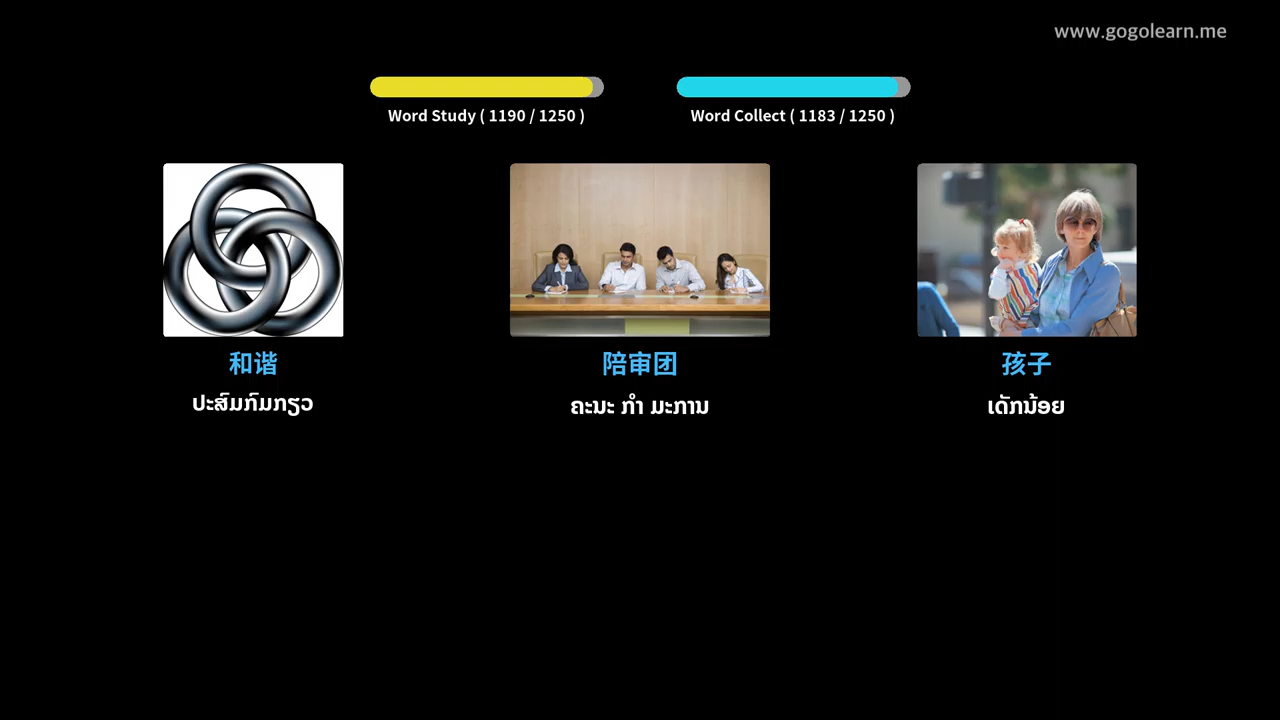 www.gogolearn.me
Word Study ( 1190 / 1250 )
Word Collect ( 1183 / 1250 )
和谐
陪审团
孩子
ປະສົມກົມກຽວ
ຄະນະ ກຳ ມະການ
ເດັກນ້ອຍ